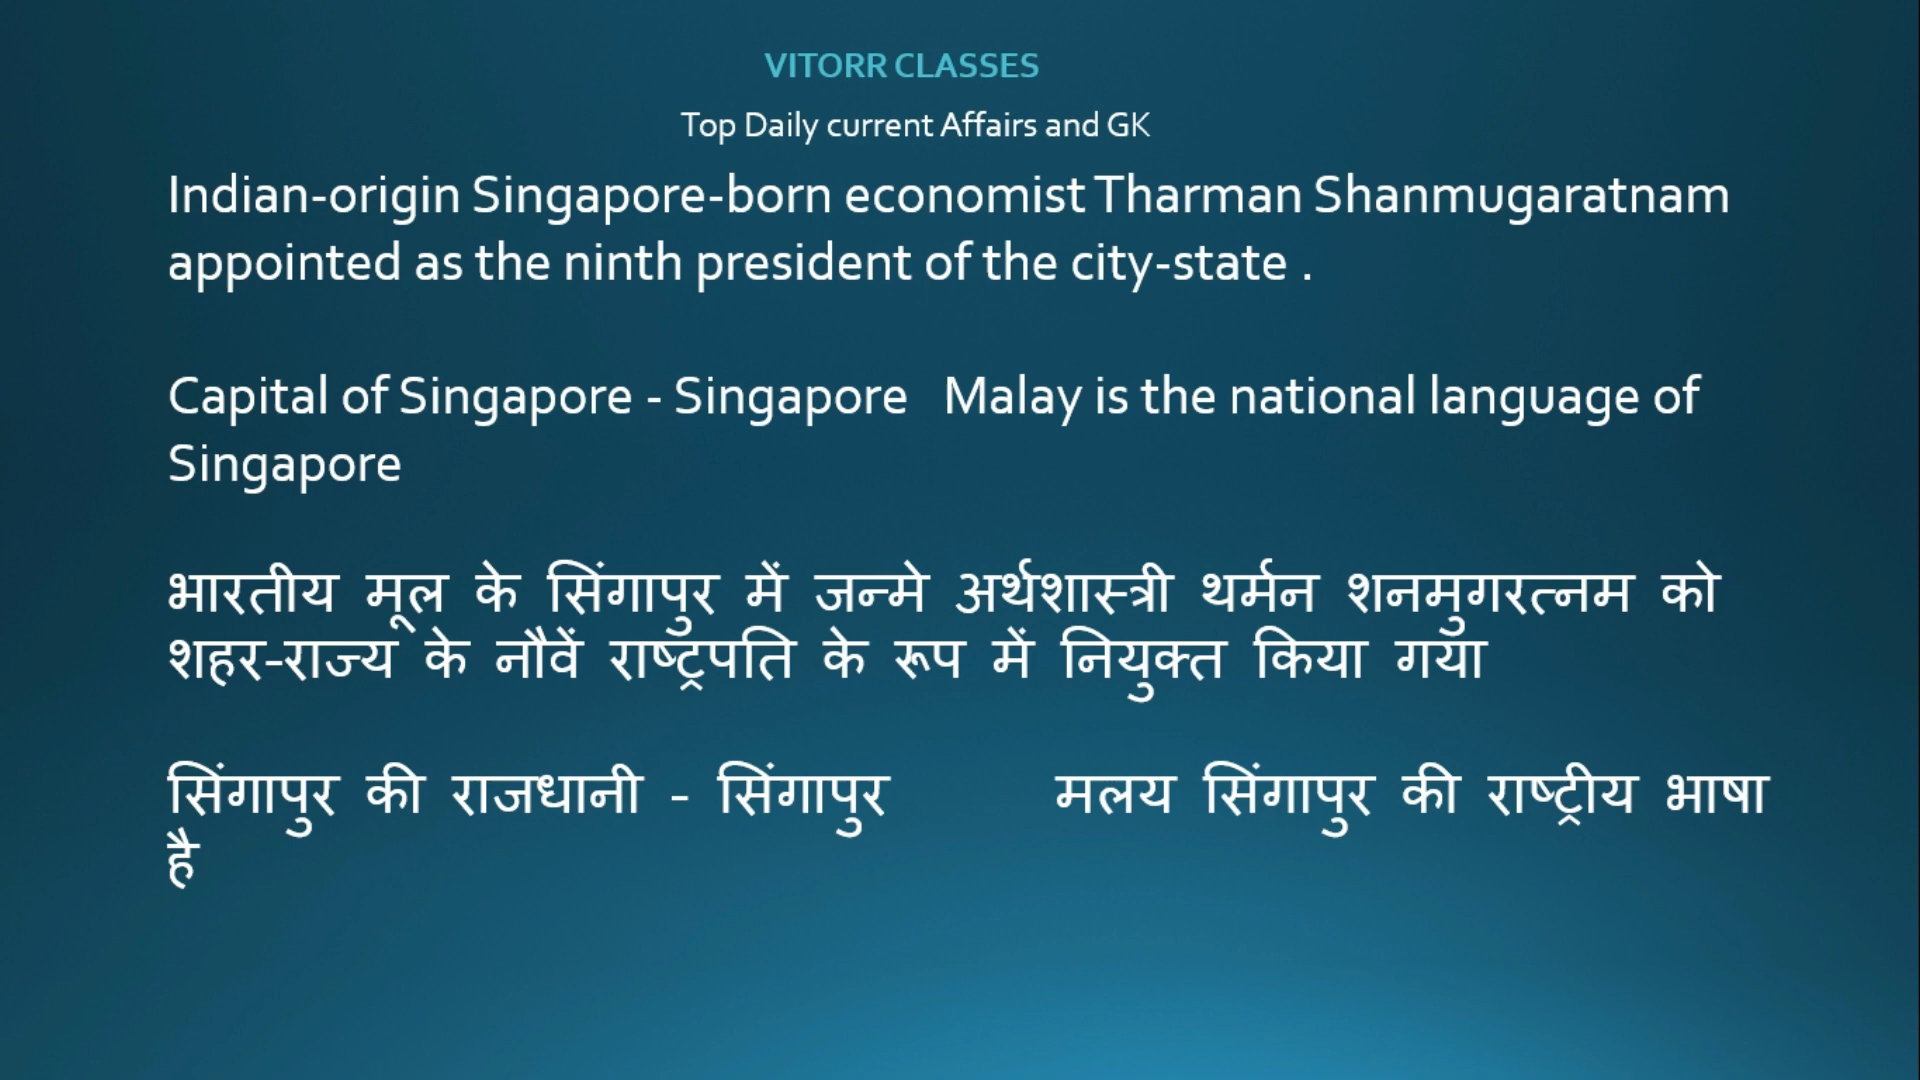 VITORR CLASSES
Top Daily current Affairs and GK
Indian-origin Singapore-born economist Tharman Shanmugaratnam
appointed as the ninth president of the city-state .
Capital of Singapore - Singapore   Malay is the national language of
Singapore
भारतीय मूल के सिंगापुर में जन्मे अर्थशास्त्री थर्मन शनमुगरत्नम को
शहर-राज्य के नौवें राष्ट्रपति के रूप में नियुक्त किया गया
सिंगापुर की राजधानी - सिंगापुर   मलय सिंगापुर की राष्ट्रीय भाषा
है